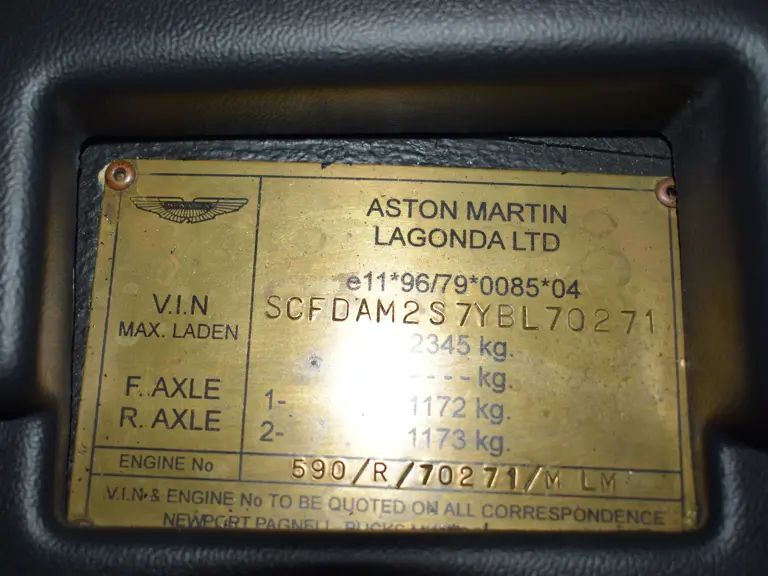 ASTON MARTIN
LAGONDA LTD
e11*96/79*0085*04
V.I.N SCFDAM2S7YBL70271
MAX. LADEN 2345 kg.
---- kg.
F. AXLE 1- 1172 kg.
R. AXLE 2- 1173 kg.
ENGINE No 590/R/70271/M LM
V.I.N & ENGINE No TO BE QUOTED ON ALL CORRESPONDENCE
NEWPORT PAGNELL, BUCKS